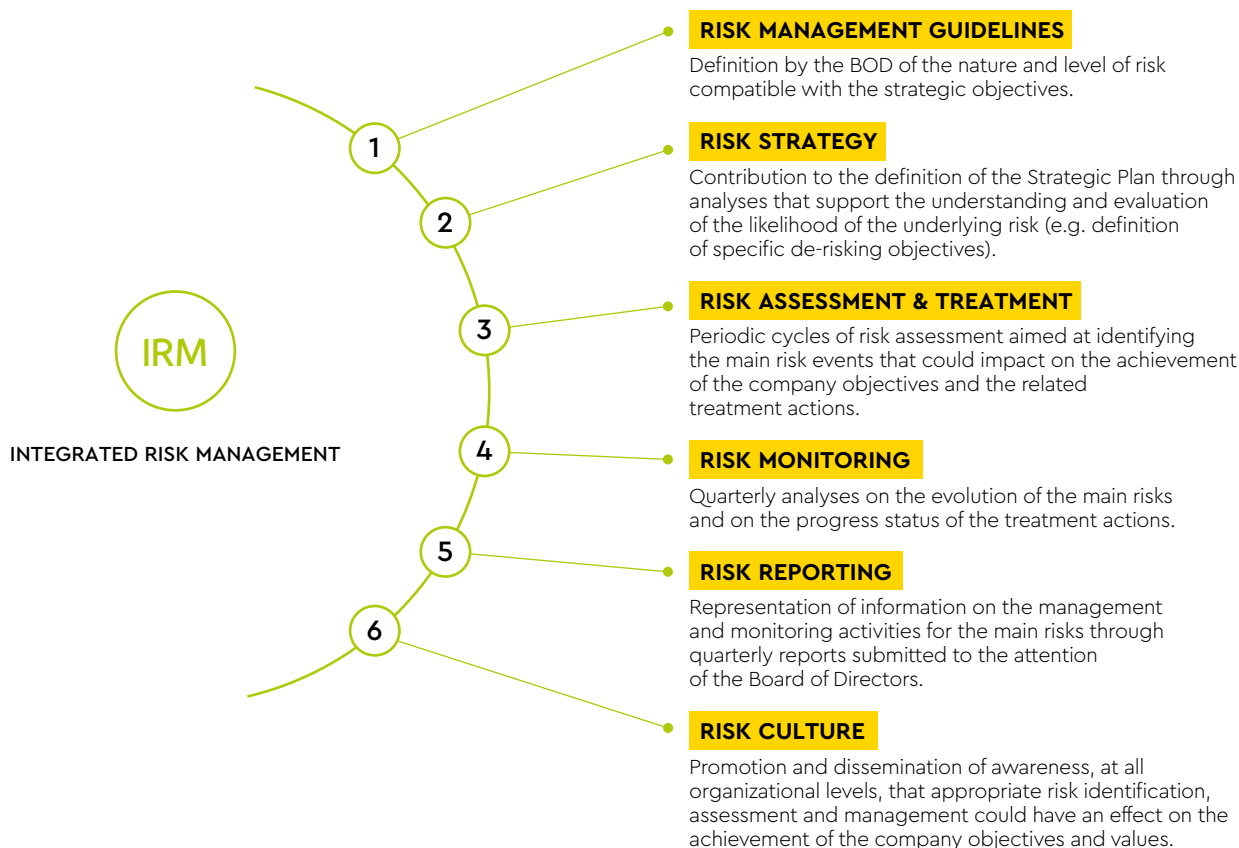 IRM
INTEGRATED RISK MANAGEMENT
1
RISK MANAGEMENT GUIDELINES
Definition by the BOD of the nature and level of risk
compatible with the strategic objectives.
2
RISK STRATEGY
Contribution to the definition of the Strategic Plan through
analyses that support the understanding and evaluation
of the likelihood of the underlying risk (e.g. definition
of specific de-risking objectives).
3
RISK ASSESSMENT & TREATMENT
Periodic cycles of risk assessment aimed at identifying
the main risk events that could impact on the achievement
of the company objectives and the related
treatment actions.
4
RISK MONITORING
Quarterly analyses on the evolution of the main risks
and on the progress status of the treatment actions.
5
RISK REPORTING
Representation of information on the management
and monitoring activities for the main risks through
quarterly reports submitted to the attention
of the Board of Directors.
6
RISK CULTURE
Promotion and dissemination of awareness, at all
organizational levels, that appropriate risk identification,
assessment and management could have an effect on the
achievement of the company objectives and values.